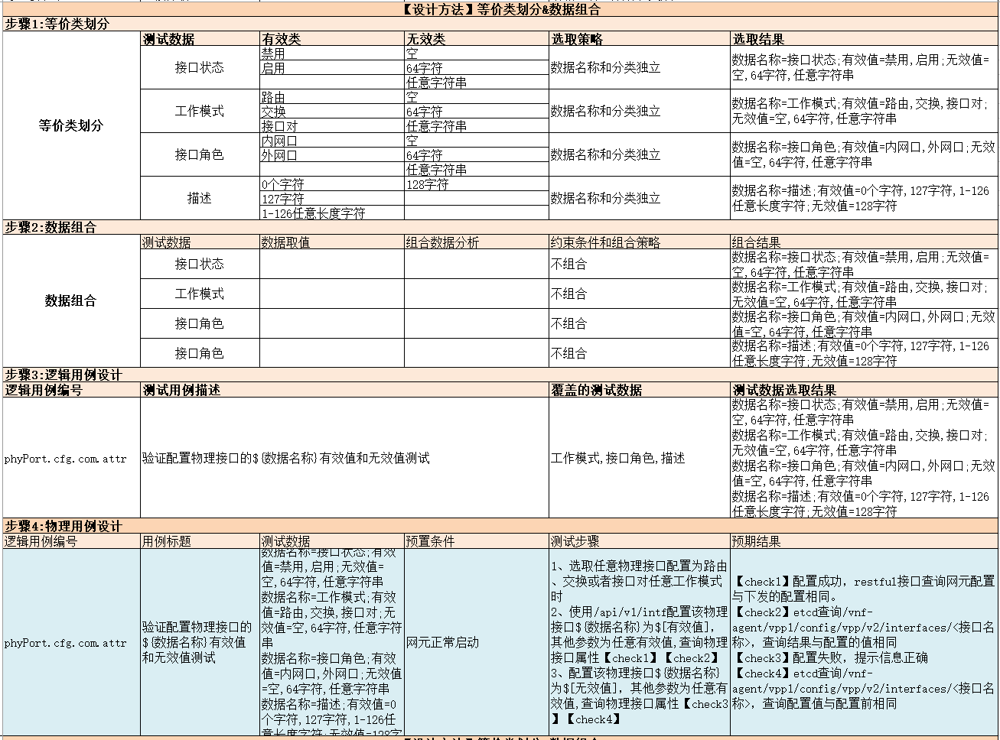 【设计方法】等价类划分&数据组合
步骤1:等价类划分
测试数据 有效类 无效类 选取策略 选取结果
等价类划分
接口状态
禁用 空
启用 64字符
任意字符串
数据名称和分类独立
数据名称=接口状态;有效值=禁用,启用;无效值=
空,64字符,任意字符串
工作模式
路由 空
交换 64字符
接口对 任意字符串
数据名称和分类独立
数据名称=工作模式;有效值=路由,交换,接口对;
无效值=空,64字符,任意字符串
接口角色
内网口 空
外网口 64字符
任意字符串
数据名称和分类独立
数据名称=接口角色;有效值=内网口,外网口;无效
值=空,64字符,任意字符串
描述
0个字符 128字符
127字符
1-126任意长度字符
数据名称和分类独立
数据名称=描述;有效值=0个字符,127字符,1-126
任意长度字符;无效值=128字符
步骤2:数据组合
测试数据 数据取值 组合数据分析 约束条件和组合策略 组合结果
数据组合
接口状态 不组合
数据名称=接口状态;有效值=禁用,启用;无效值=
空,64字符,任意字符串
工作模式 不组合
数据名称=工作模式;有效值=路由,交换,接口对;
无效值=空,64字符,任意字符串
接口角色 不组合
数据名称=接口角色;有效值=内网口,外网口;无效
值=空,64字符,任意字符串
接口角色 不组合
数据名称=描述;有效值=0个字符,127字符,1-126
任意长度字符;无效值=128字符
步骤3:逻辑用例设计
逻辑用例编号 测试用例描述 覆盖的测试数据 测试数据选取结果
phyPort.cfg.com.attr
验证配置物理接口的${数据名称}有效值和无效值测试
工作模式,接口角色,描述
数据名称=接口状态;有效值=禁用,启用;无效值=
空,64字符,任意字符串
数据名称=工作模式;有效值=路由,交换,接口对;
无效值=空,64字符,任意字符串
数据名称=接口角色;有效值=内网口,外网口;无效
值=空,64字符,任意字符串
数据名称=描述;有效值=0个字符,127字符,1-126
任意长度字符;无效值=128字符
步骤4:物理用例设计
逻辑用例编号 用例标题 测试数据 预置条件 测试步骤 预期结果
phyPort.cfg.com.attr
验证配置物理接口的
${数据名称}有效值
和无效值测试
数据名称=接口状态;有效
值=禁用,启用;无效值=
空,64字符,任意字符串
数据名称=工作模式;有效
值=路由,交换,接口对;无
效值=空,64字符,任意字符
串
数据名称=接口角色;有效
值=内网口,外网口;无效值
=空,64字符,任意字符串
数据名称=描述;有效值=0
个字符,127字符,1-126任
意长度字符;无效值=128字
网元正常启动
1、选取任意物理接口配置为路由
、交换或者接口对任意工作模式
时
2、使用/api/v1/intf配置该物理
接口${数据名称}为$[有效值],
其他参数为任意有效值,查询物理
接口属性【check1】【check2】
3、配置该物理接口${数据名称}
为$[无效值],其他参数为任意有
效值,查询物理接口属性【check3
】【check4】
【check1】配置成功，restful接口查询网元配置
与下发的配置相同。
【check2】etcd查询/vnf-
agent/vpp1/config/vpp/v2/interfaces/<接口名
称>，查询结果与配置的值相同
【check3】配置失败，提示信息正确
【check4】etcd查询/vnf-
agent/vpp1/config/vpp/v2/interfaces/<接口名
称>，查询配置值与配置前相同